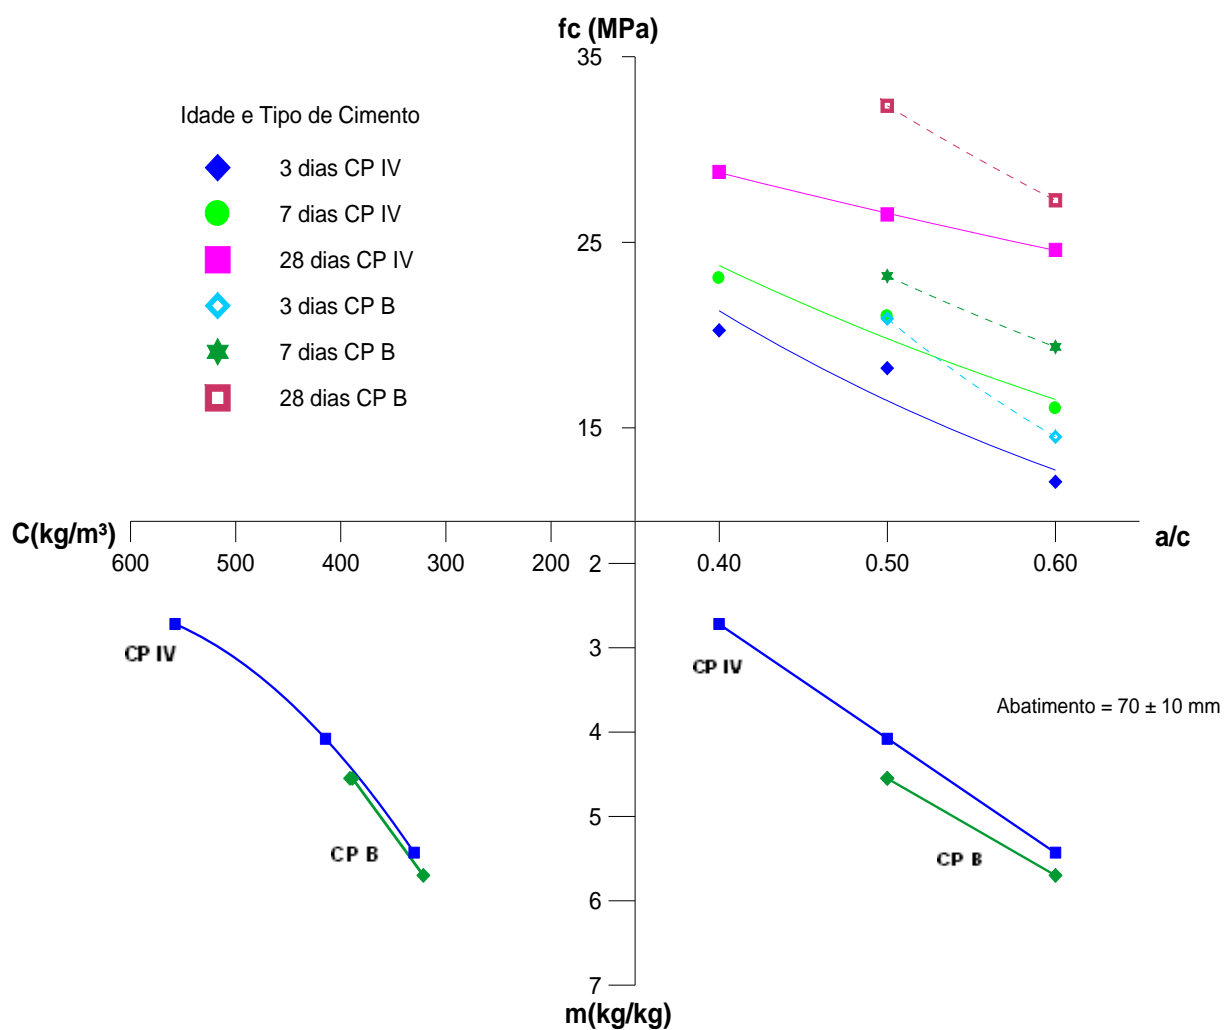 fc (MPa)
35
Idade e Tipo de Cimento
3 dias CP IV
7 dias CP IV
28 dias CP IV
3 dias CP B
7 dias CP B
28 dias CP B
25
15
C(kg/m³)
600
500
400
300
200
2
0.40
0.50
0.60
a/c
CP IV
CP IV
3
Abatimento = 70 ± 10 mm
4
5
CP B
CP B
6
7
m(kg/kg)